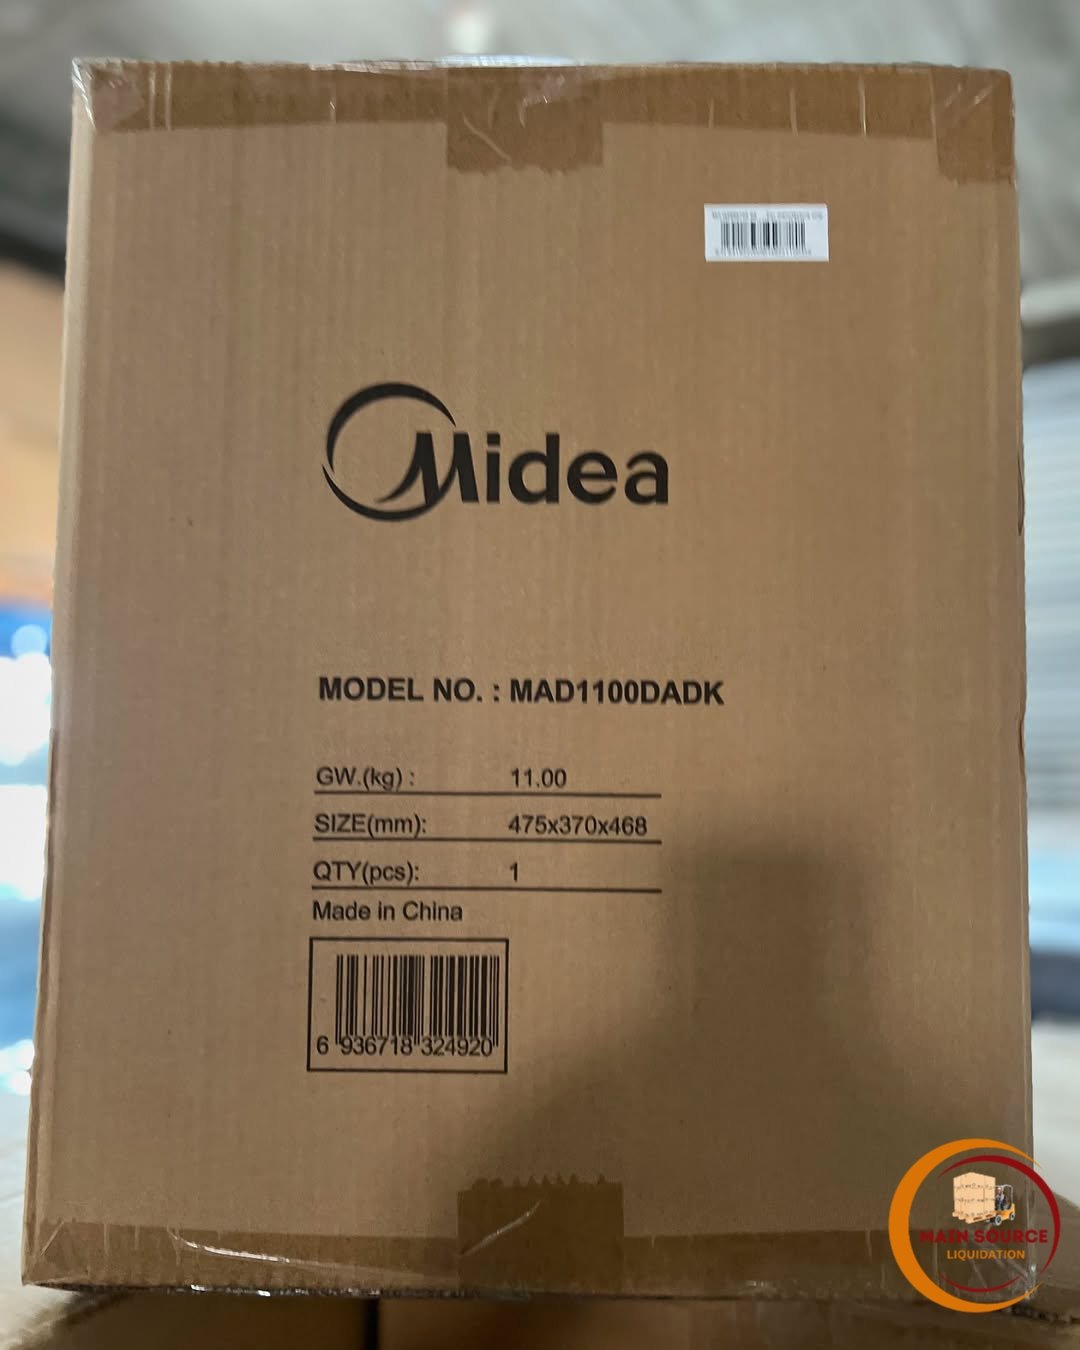 Midea
MODEL NO. : MAD1100DADK
GW.(kg) : 11.00
SIZE(mm): 475x370x468
QTY(pcs): 1
Made in China
6 936718 324920
MAIN SOURCE
LIQUIDATION